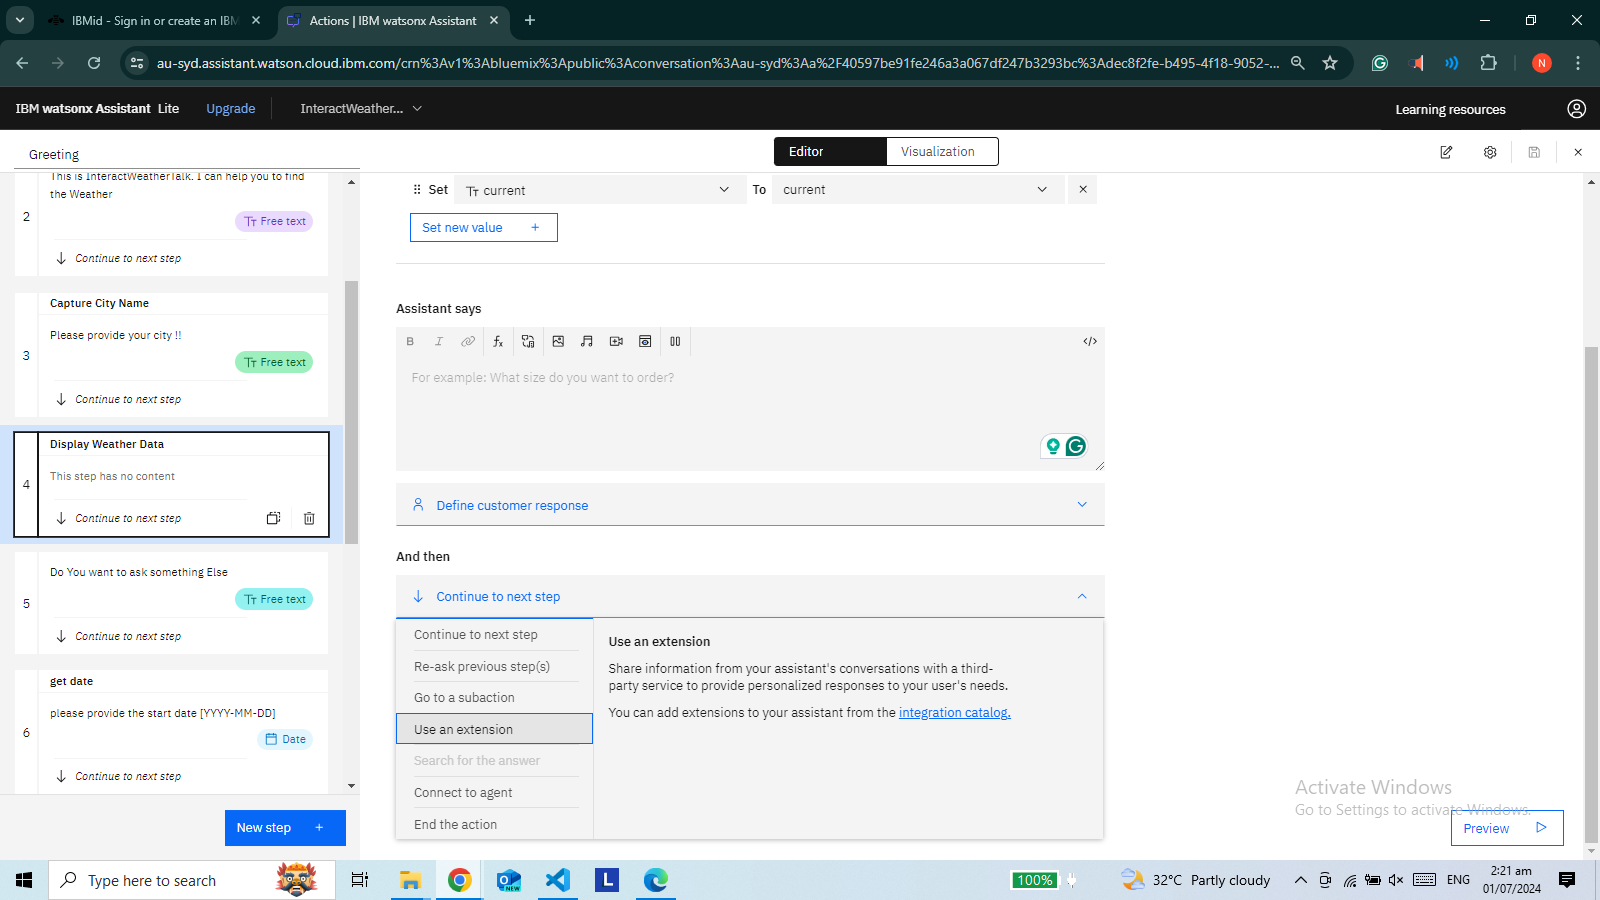 IBMid - Sign in or create an IBM
Actions | IBM watsonx Assistant
au-syd.assistant.watson.cloud.ibm.com/crn%3Av1%3Abluemix%3Apublic%3Aconversation%3Aau-syd%3Aa%2F40597be91fe246a3a067df247b3293bc%3Adec8f2fe-b495-4f18-9052-...
N
IBM watsonx Assistant Lite
Upgrade
InteractWeather...
Learning resources
Greeting
Editor
Visualization
This is InteractWeatherTalk. I can help you to find
the Weather
2
Free text
Continue to next step
Capture City Name
Please provide your city !!
3
Free text
Continue to next step
Display Weather Data
This step has no content
4
Continue to next step
Do You want to ask something Else
5
Free text
Continue to next step
get date
please provide the start date [YYYY-MM-DD]
6
Date
Continue to next step
New step +
Set
current
To
current
Set new value +
Assistant says
B I
For example: What size do you want to order?
Define customer response
And then
Continue to next step
Continue to next step
Re-ask previous step(s)
Go to a subaction
Use an extension
Search for the answer
Connect to agent
End the action
Use an extension
Share information from your assistant's conversations with a third-
party service to provide personalized responses to your user's needs.
You can add extensions to your assistant from the integration catalog.
Activate Windows
Go to Settings to activate Windows.
Preview
Type here to search
NEW
L
100%
32°C Partly cloudy
ENG
2:21 am
01/07/2024